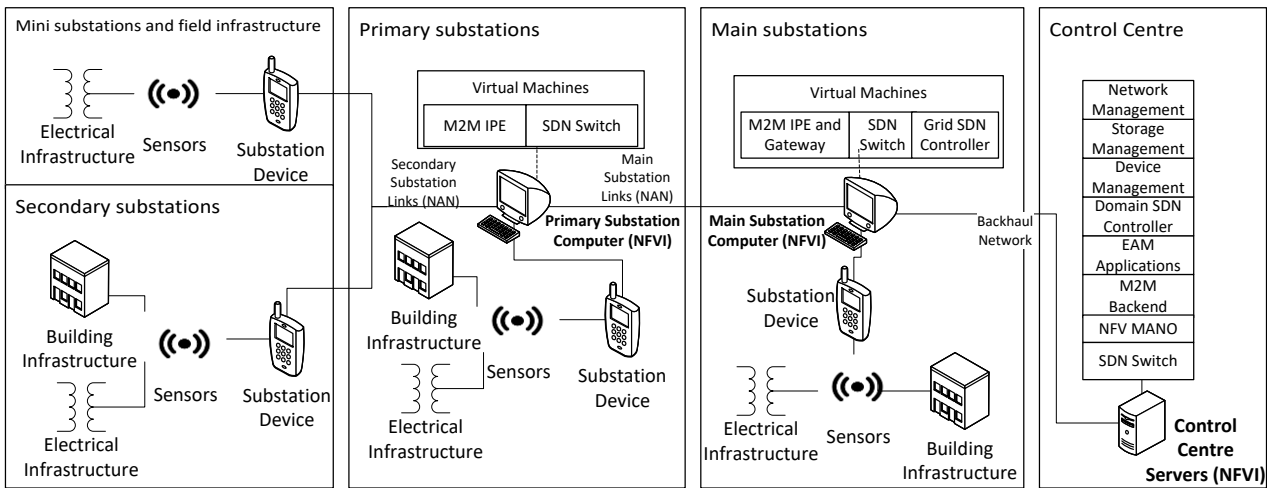 Mini substations and field infrastructure
Electrical
Infrastructure
Sensors
Substation
Device
Secondary substations
Building
Infrastructure
Sensors
Substation
Device
Electrical
Infrastructure
Primary substations
Virtual Machines
M2M IPE
SDN Switch
Secondary
Substation
Links (NAN)
Main
Substation
Links (NAN)
Primary Substation
Computer (NFVI)
Building
Infrastructure
Sensors
Substation
Device
Electrical
Infrastructure
Main substations
Virtual Machines
M2M IPE and
Gateway
SDN
Switch
Grid SDN
Controller
Main Substation
Computer (NFVI)
Backhaul
Network
Substation
Device
Electrical
Infrastructure
Sensors
Building
Infrastructure
Control Centre
Network
Management
Storage
Management
Device
Management
Domain SDN
Controller
EAM
Applications
M2M
Backend
NFV MANO
SDN Switch
Control
Centre
Servers (NFVI)